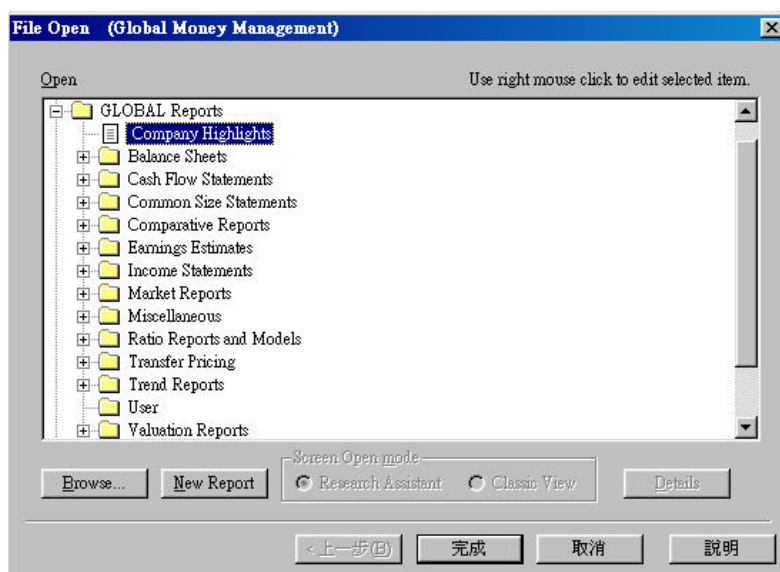 File Open (Global Money Management)
Open Use right mouse click to edit selected item.
GLOBAL Reports
Company Highlights
Balance Sheets
Cash Flow Statements
Common Size Statements
Comparative Reports
Earnings Estimates
Income Statements
Market Reports
Miscellaneous
Ratio Reports and Models
Transfer Pricing
Trend Reports
User
Valuation Reports
Screen Open mode
Browse... New Report Research Assistant Classic View Details
<上一步(B) 完成 取消 說明